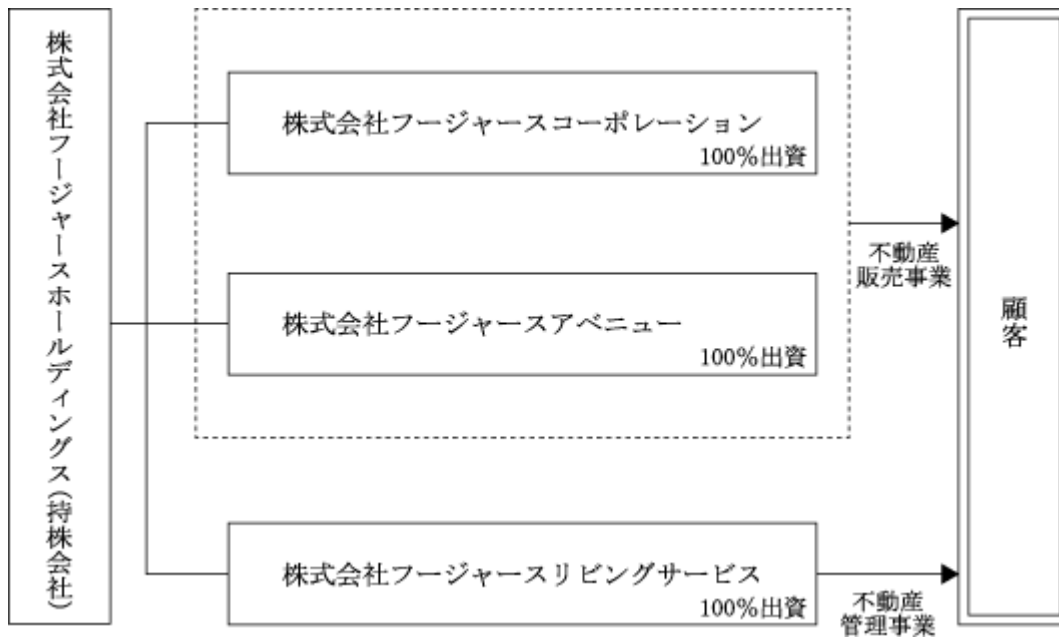 株式会社フージャースホールディングス(持株会社)
株式会社フージャースコーポレーション
100%出資
株式会社フージャースアベニュー
100%出資
株式会社フージャースリビングサービス
100%出資
不動産
販売事業
不動産
管理事業
顧客